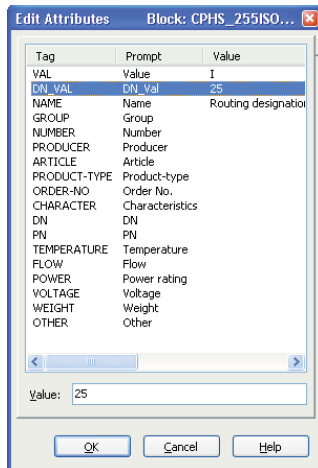 Edit Attributes Block: CPHS_255ISO...
Tag Prompt Value
VAL Value I
DN_VAL DN_Val 25
NAME Name Routing designation
GROUP Group
NUMBER Number
PRODUCER Producer
ARTICLE Article
PRODUCT-TYPE Product-type
ORDER-NO Order No.
CHARACTER Characteristics
DN DN
PN PN
TEMPERATURE Temperature
FLOW Flow
POWER Power rating
VOLTAGE Voltage
WEIGHT Weight
OTHER Other
Value: 25
OK Cancel Help